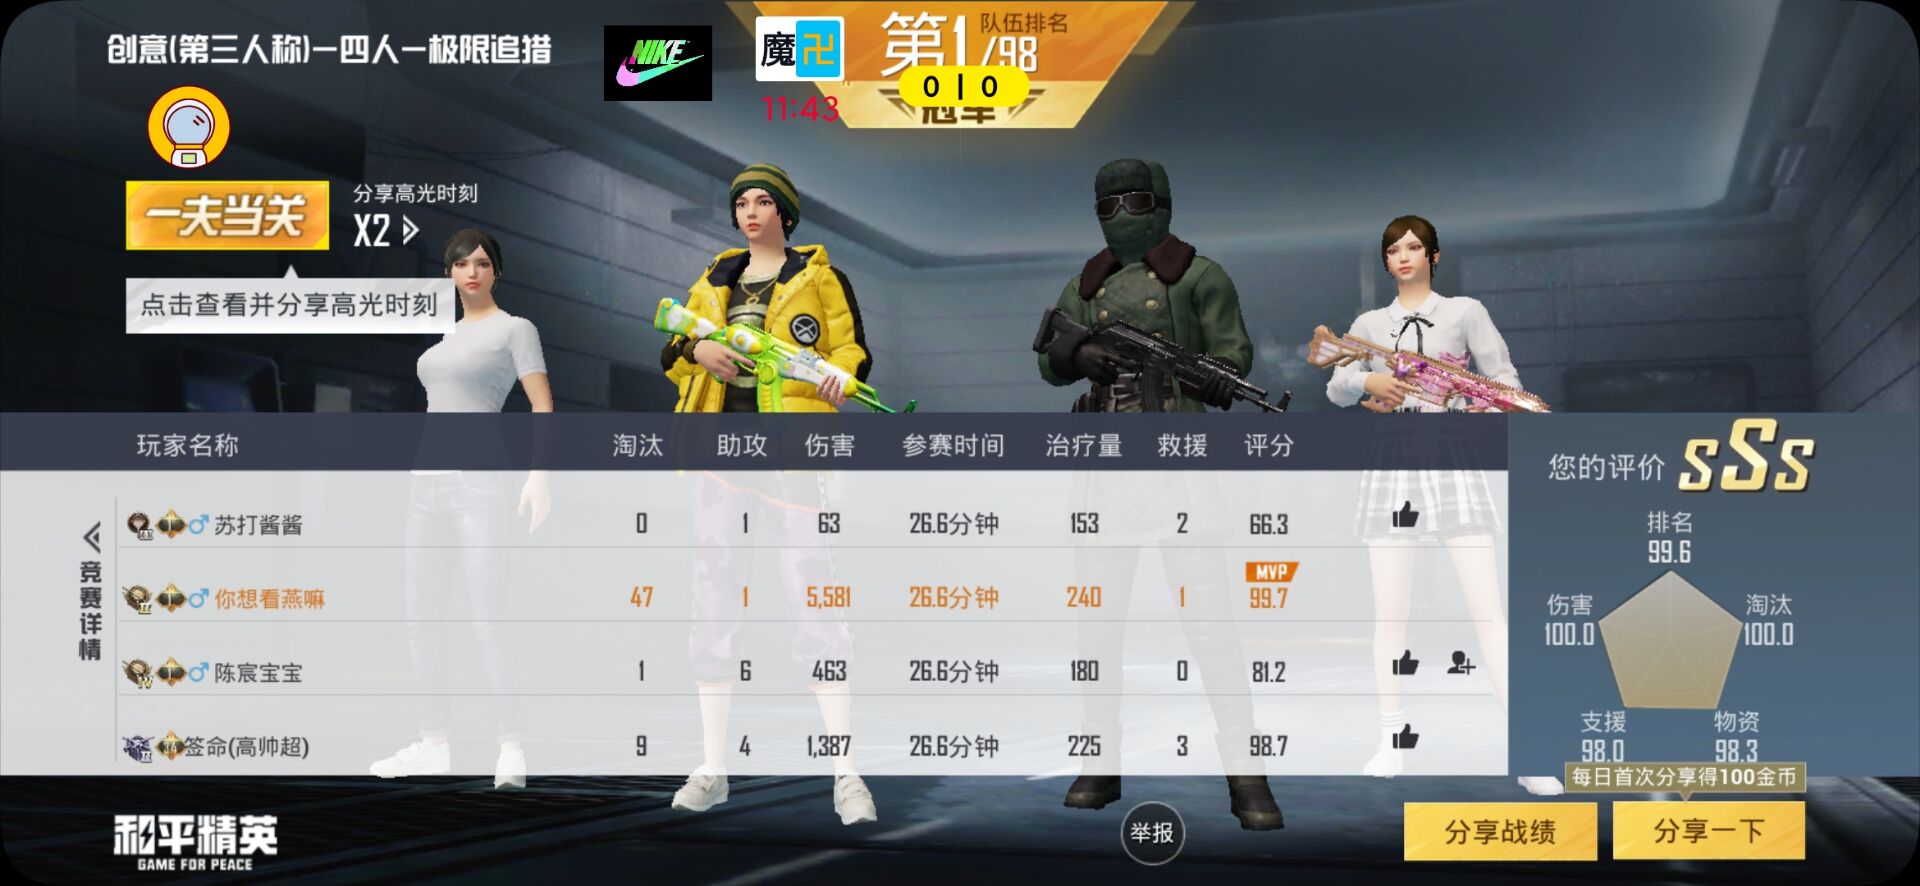 创意(第三人称)—四人—极限追猎
NIKE
魔卍
11:43
队伍排名
第1/98
0 | 0
冠军
一夫当关
分享高光时刻
X2
点击查看并分享高光时刻
玩家名称 淘汰 助攻 伤害 参赛时间 治疗量 救援 评分
苏打酱酱 0 1 63 26.6分钟 153 2 66.3
MVP
你想看燕嘛 47 1 5,581 26.6分钟 240 1 99.7
陈宸宝宝 1 6 463 26.6分钟 180 0 81.2
签命(高帅超) 9 4 1,387 26.6分钟 225 3 98.7
竞赛详情
您的评价 SSS
排名
99.6
伤害
100.0
淘汰
100.0
支援
98.0
物资
98.3
每日首次分享得100金币
和平精英
GAME FOR PEACE
举报
分享战绩
分享一下